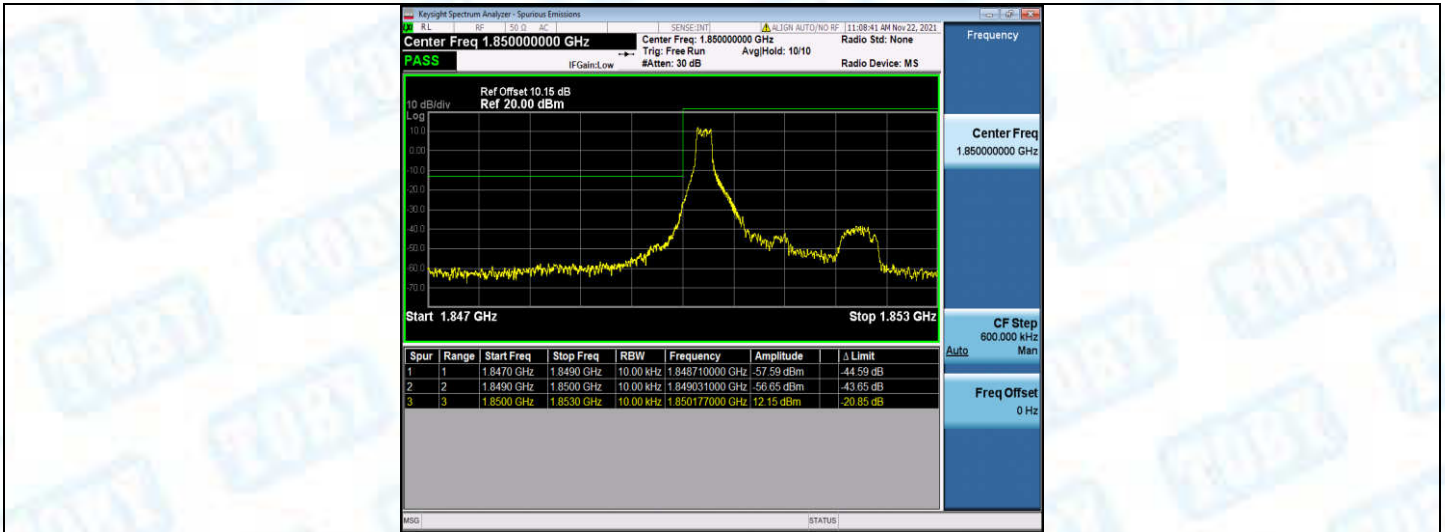 Keysight Spectrum Analyzer - Spurious Emissions
RL RF 50 Ω AC SENSE:INT ALIGN AUTO/NO RF 11:08:41 AM Nov 22, 2021
Center Freq 1.850000000 GHz
Center Freq: 1.850000000 GHz
Radio Std: None
Trig: Free Run Avg|Hold: 10/10
PASS
IFGain:Low
#Atten: 30 dB
Radio Device: MS
Frequency
Ref Offset 10.15 dB
10 dB/div Ref 20.00 dBm
Log
10.0
0.00
-10.0
-20.0
-30.0
-40.0
-50.0
-60.0
-70.0
Start 1.847 GHz Stop 1.853 GHz
Center Freq
1.850000000 GHz
CF Step
600.000 kHz
Auto Man
Freq Offset
0 Hz
Spur Range Start Freq Stop Freq RBW Frequency Amplitude Δ Limit
1 1 1.8470 GHz 1.8490 GHz 10.00 kHz 1.848710000 GHz -57.59 dBm -44.59 dB
2 2 1.8490 GHz 1.8500 GHz 10.00 kHz 1.849031000 GHz -56.65 dBm -43.65 dB
3 3 1.8500 GHz 1.8530 GHz 10.00 kHz 1.850177000 GHz 12.15 dBm -20.85 dB
MSG STATUS